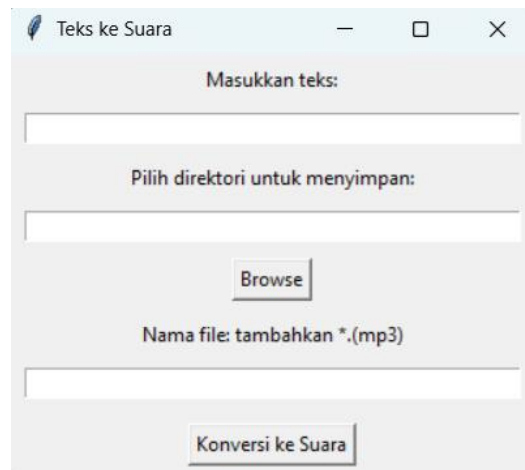 Teks ke Suara
Masukkan teks:
Pilih direktori untuk menyimpan:
Browse
Nama file: tambahkan *.(mp3)
Konversi ke Suara